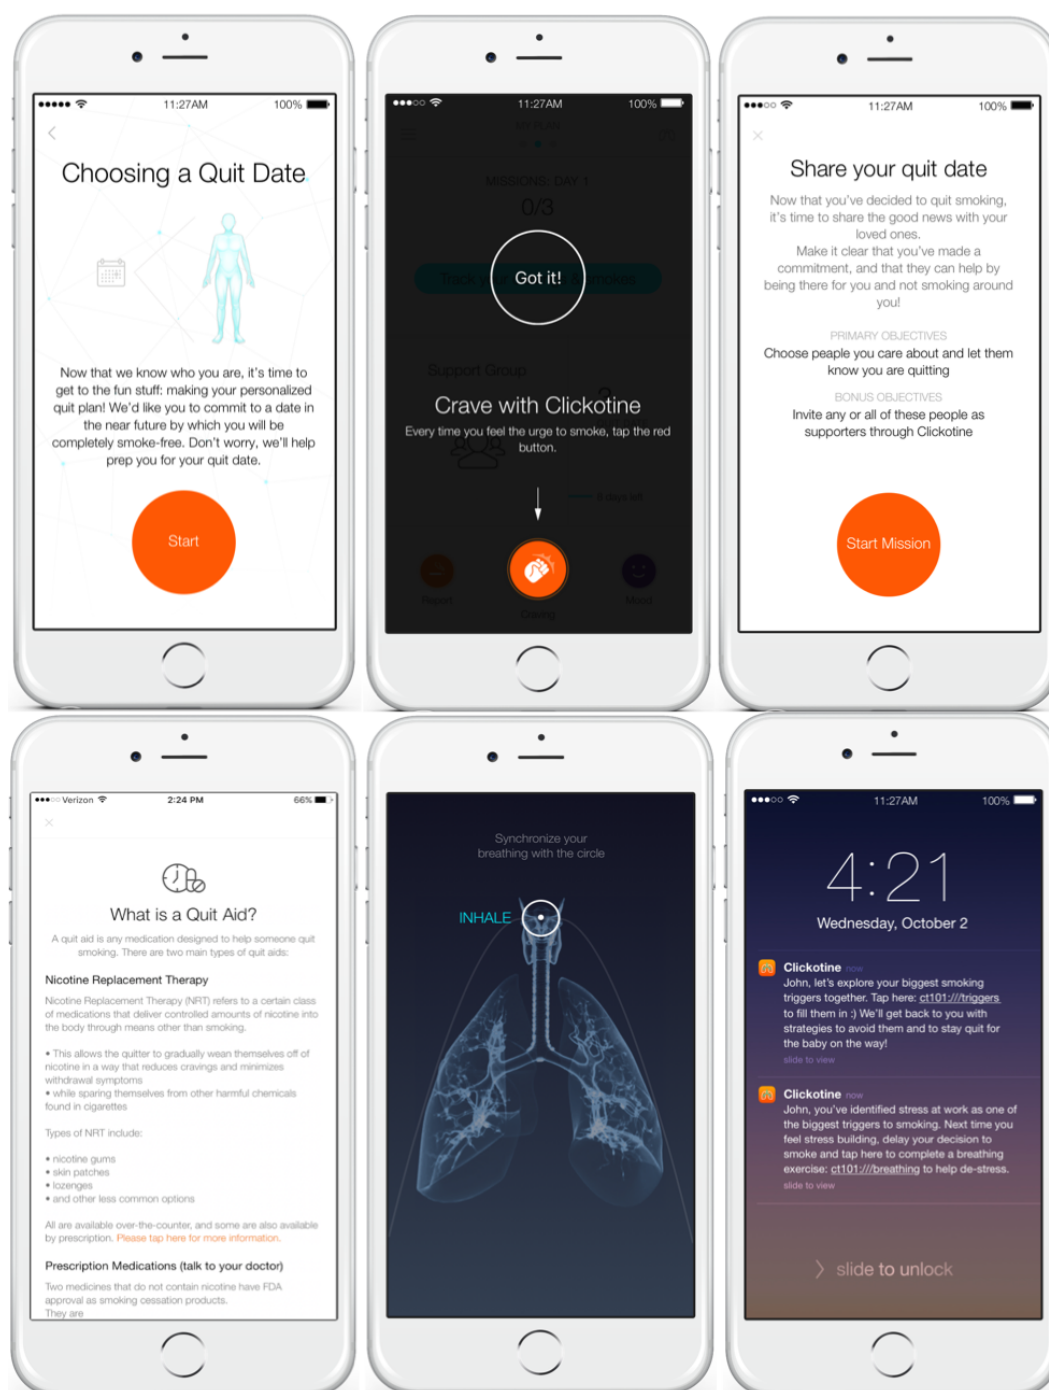 11:27AM
100%
Choosing a Quit Date
Now that we know who you are, it's time to
get to the fun stuff: making your personalized
quit plan! We'd like you to commit to a date in
the near future by which you will be
completely smoke-free. Don't worry, we'll help
prep you for your quit date.
Start
11:27AM
100%
MY PLAN
MISSIONS: DAY 1
0/3
Track your smokes
Got it!
Support Group
Crave with Clickotine
Every time you feel the urge to smoke, tap the red
button.
8 days left
Report
Craving
Mood
11:27AM
100%
Share your quit date
Now that you've decided to quit smoking,
it's time to share the good news with your
loved ones.
Make it clear that you've made a
commitment, and that they can help by
being there for you and not smoking around
you!
PRIMARY OBJECTIVES
Choose peaple you care about and let them
know you are quitting
BONUS OBJECTIVES
Invite any or all of these people as
supporters through Clickotine
Start Mission
Verizon
2:24 PM
66%
What is a Quit Aid?
A quit aid is any medication designed to help someone quit
smoking. There are two main types of quit aids:
Nicotine Replacement Therapy
Nicotine Replacement Therapy (NRT) refers to a certain class
of medications that deliver controlled amounts of nicotine into
the body through means other than smoking.
• This allows the quitter to gradually wean themselves off of
nicotine in a way that reduces cravings and minimizes
withdrawal symptoms
• while sparing themselves from other harmful chemicals
found in cigarettes
Types of NRT include:
• nicotine gums
• skin patches
• lozenges
• and other less common options
All are available over-the-counter, and some are also available
by prescription. Please tap here for more information.
Prescription Medications (talk to your doctor)
Two medicines that do not contain nicotine have FDA
approval as smoking cessation products.
They are
Synchronize your
breathing with the circle
INHALE
11:27AM
100%
4:21
Wednesday, October 2
Clickotine now
John, let's explore your biggest smoking
triggers together. Tap here: ct101:///triggers
to fill them in :) We'll get back to you with
strategies to avoid them and to stay quit for
the baby on the way!
slide to view
Clickotine now
John, you've identified stress at work as one of
the biggest triggers to smoking. Next time you
feel stress building, delay your decision to
smoke and tap here to complete a breathing
exercise: ct101:///breathing to help de-stress.
slide to view
slide to unlock